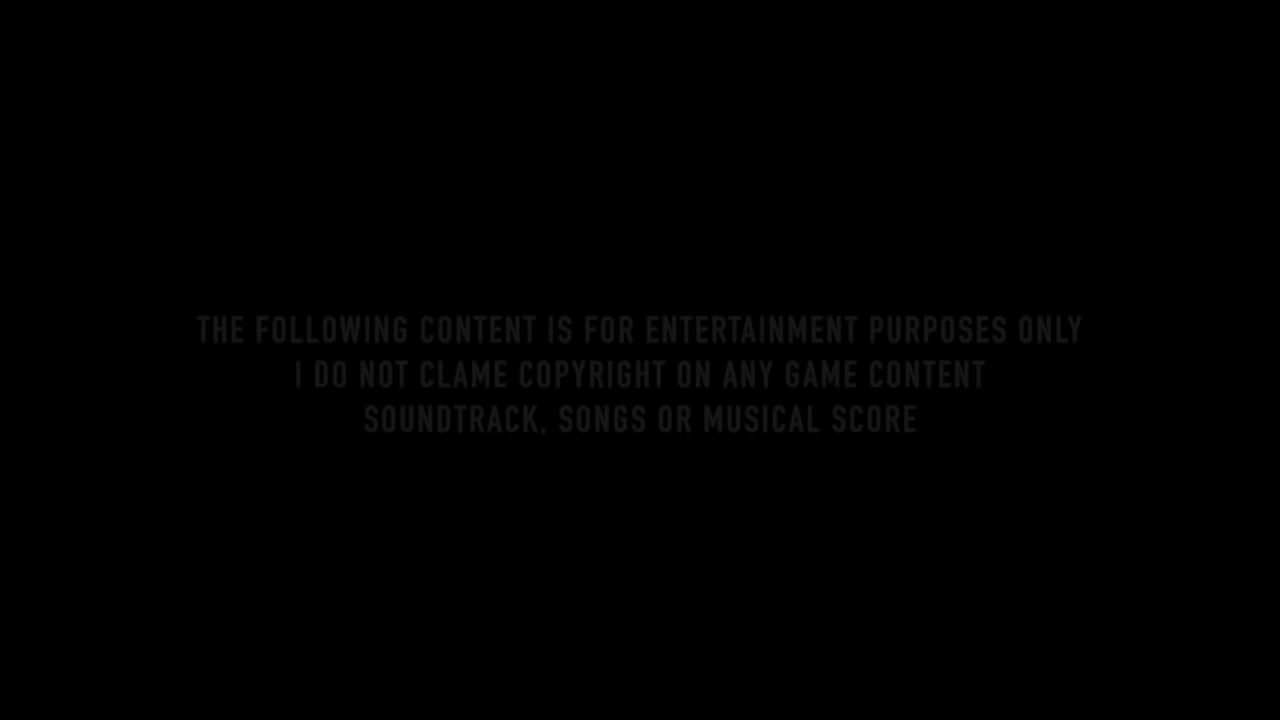 THE FOLLOWING CONTENT IS FOR ENTERTAINMENT PURPOSES ONLY
I DO NOT CLAME COPYRIGHT ON ANY GAME CONTENT
SOUNDTRACK, SONGS OR MUSICAL SCORE